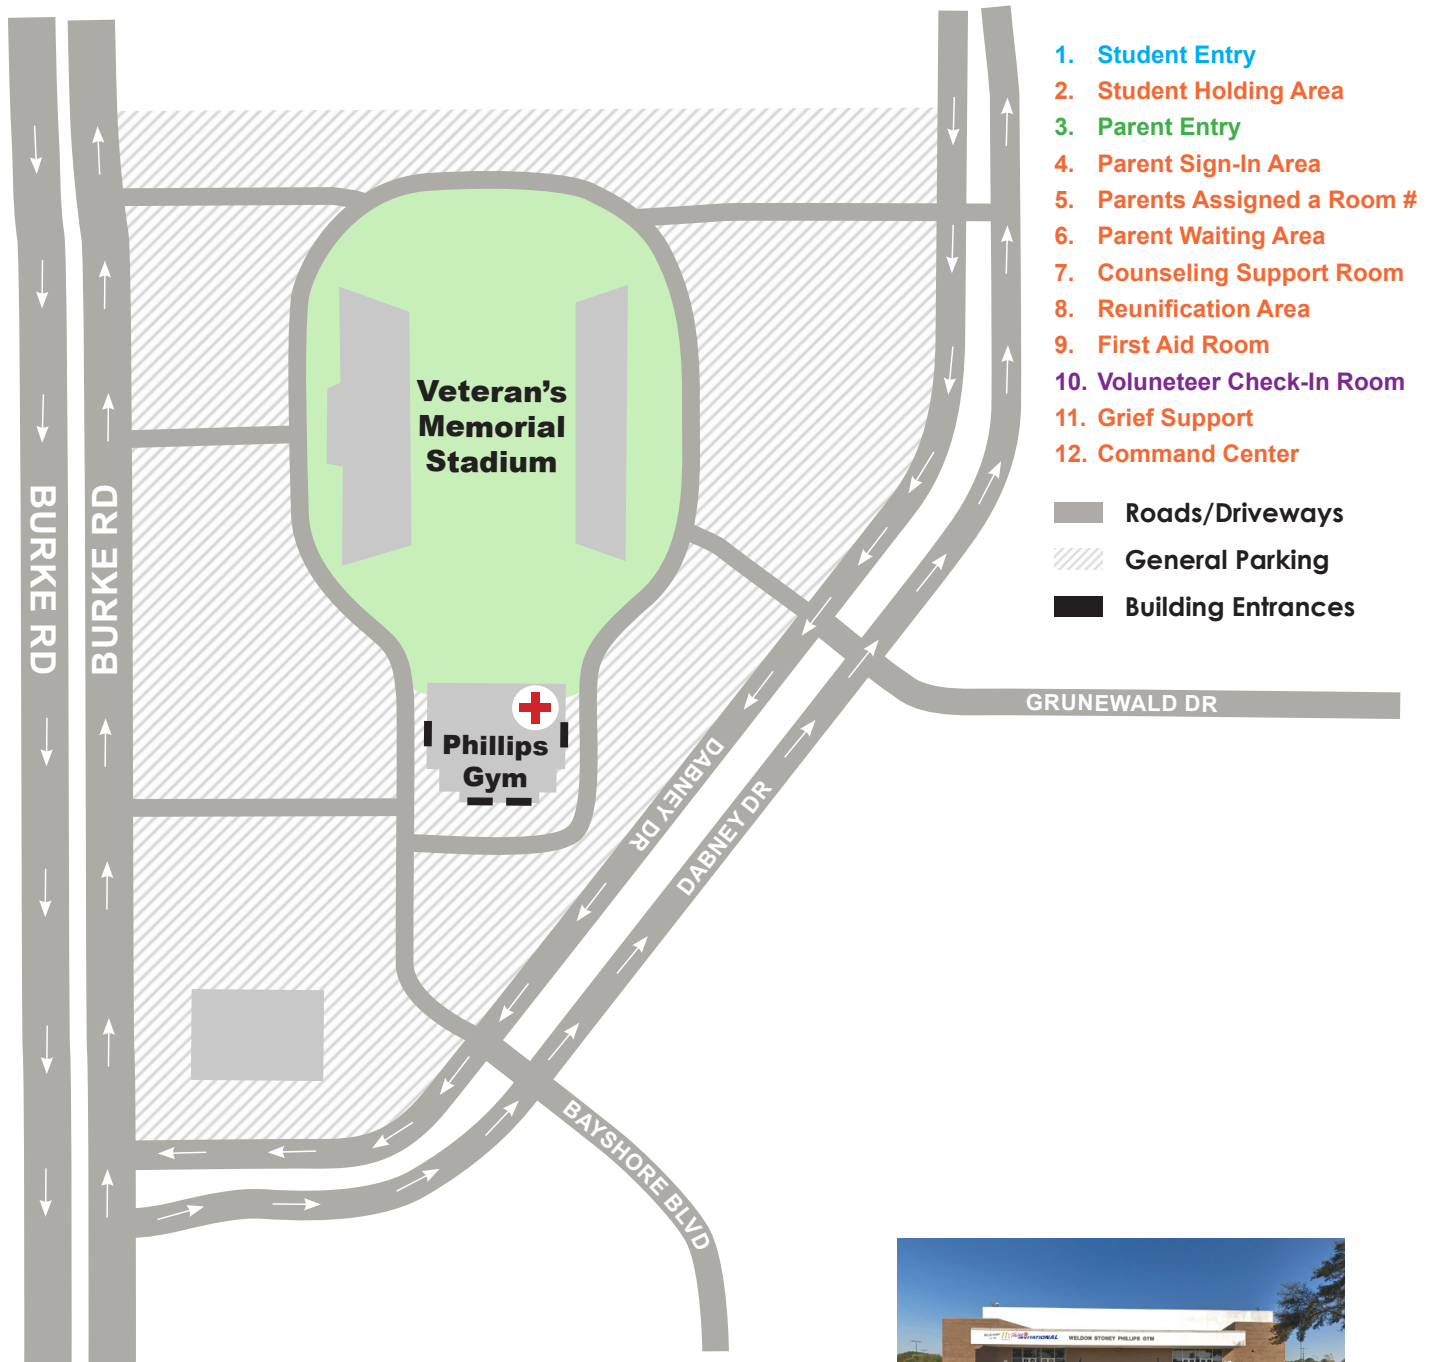 1. Student Entry
2. Student Holding Area
3. Parent Entry
4. Parent Sign-In Area
5. Parents Assigned a Room #
6. Parent Waiting Area
7. Counseling Support Room
8. Reunification Area
9. First Aid Room
10. Voluneteer Check-In Room
11. Grief Support
12. Command Center
Roads/Driveways
General Parking
Building Entrances
Veteran's
Memorial
Stadium
BURKE RD
BURKE RD
Phillips
Gym
GRUNEWALD DR
DABNEY DR
DABNEY DR
BAYSHORE BLVD
INVITATIONAL
WELDON STONEY PHILLIPS GYM